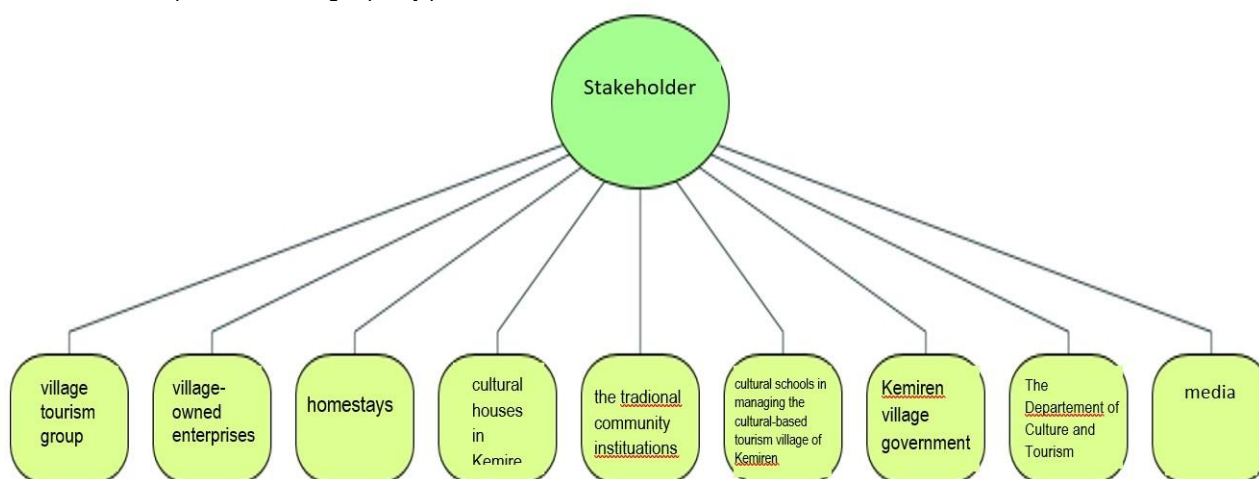 Stakeholder
village
tourism
group
village-
owned
enterprises
homestays
cultural
houses
in
Kemire
the tradional
community
instituations
cultural schools in
managing the
cultural-based
tourism village of
Kemiren
Kemiren
village
government
The
Departement of
Culture and
Tourism
media